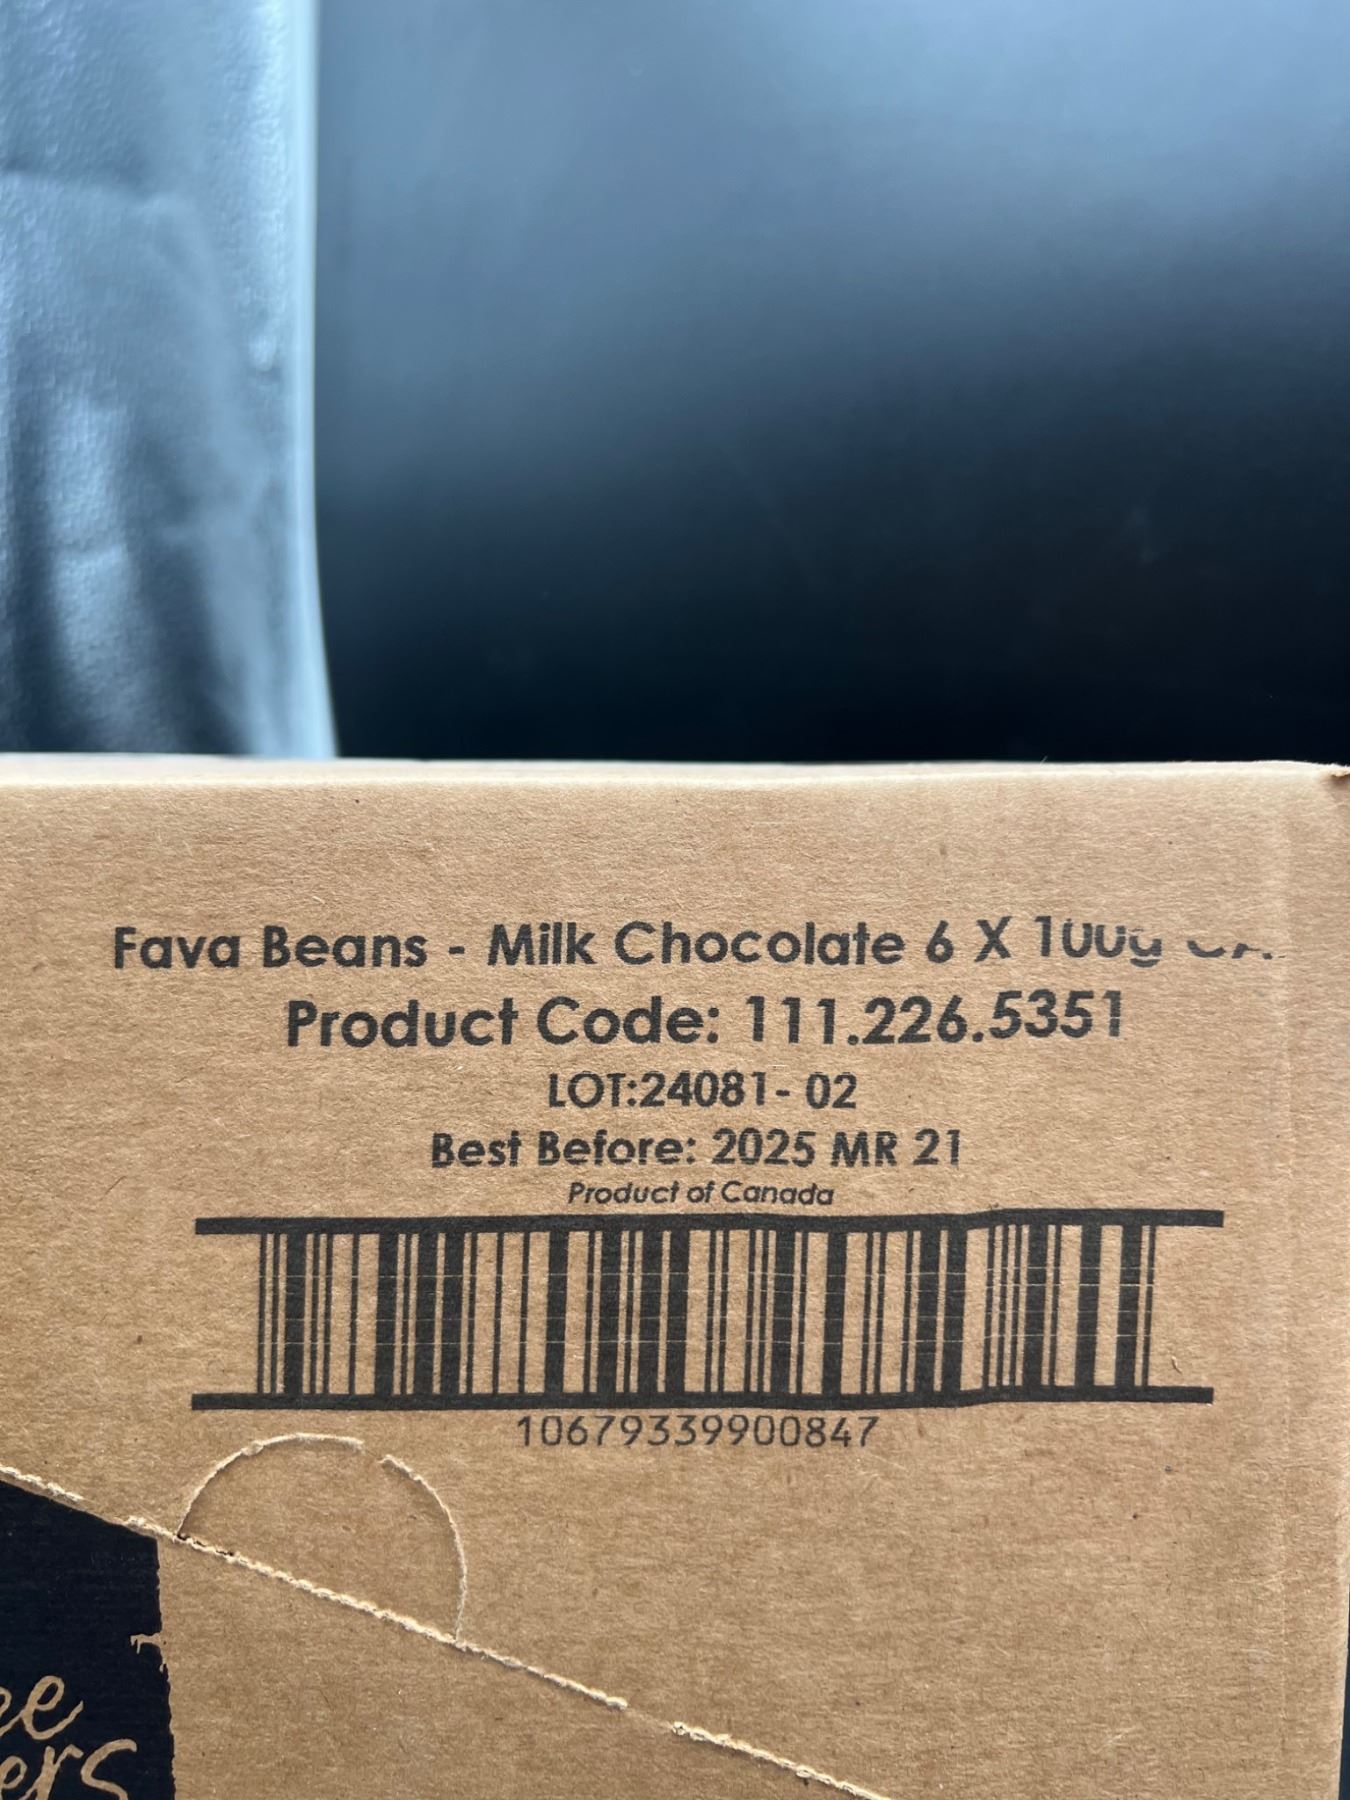 Fava Beans - Milk Chocolate 6 X 100g
Product Code: 111.226.5351
LOT:24081- 02
Best Before: 2025 MR 21
Product of Canada
10679339900847